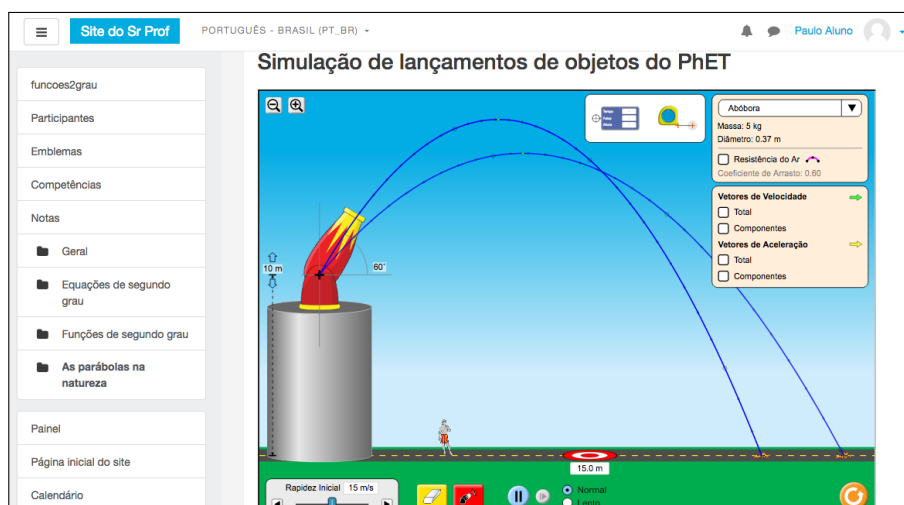 Site do Sr Prof
PORTUGUÊS - BRASIL (PT_BR)
Paulo Aluno
funcoes2grau
Participantes
Emblemas
Competências
Notas
Geral
Equações de segundo
grau
Funções de segundo grau
As parábolas na
natureza
Painel
Página inicial do site
Calendário
Simulação de lançamentos de objetos do PhET
Abóbora
Massa: 5 kg
Diâmetro: 0.37 m
Resistência do Ar
Coeficiente de Arrasto: 0.60
Vetores de Velocidade
Total
Componentes
Vetores de Aceleração
Total
Componentes
10 m
60°
15.0 m
Rapidez Inicial 15 m/s
Normal
Lento